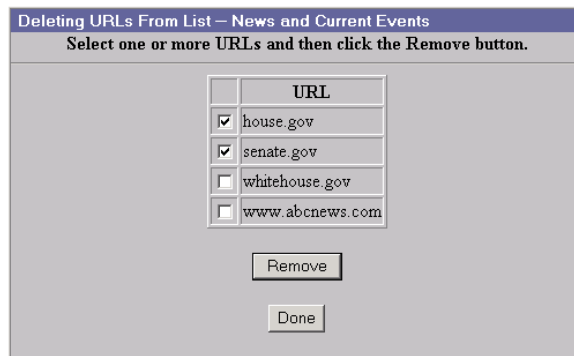 Deleting URLs From List — News and Current Events
Select one or more URLs and then click the Remove button.
URL
house.gov
senate.gov
whitehouse.gov
www.abcnews.com
Remove
Done